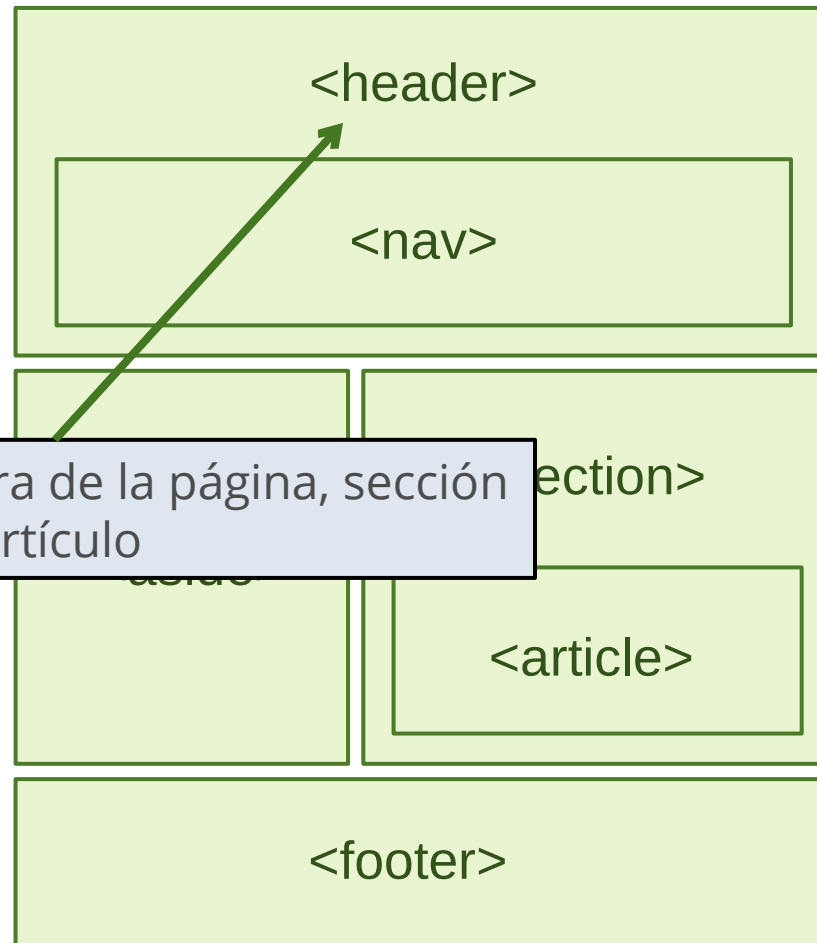 <header>
<nav>
ra de la página, sección
rtículo
ection>
<article>
<footer>